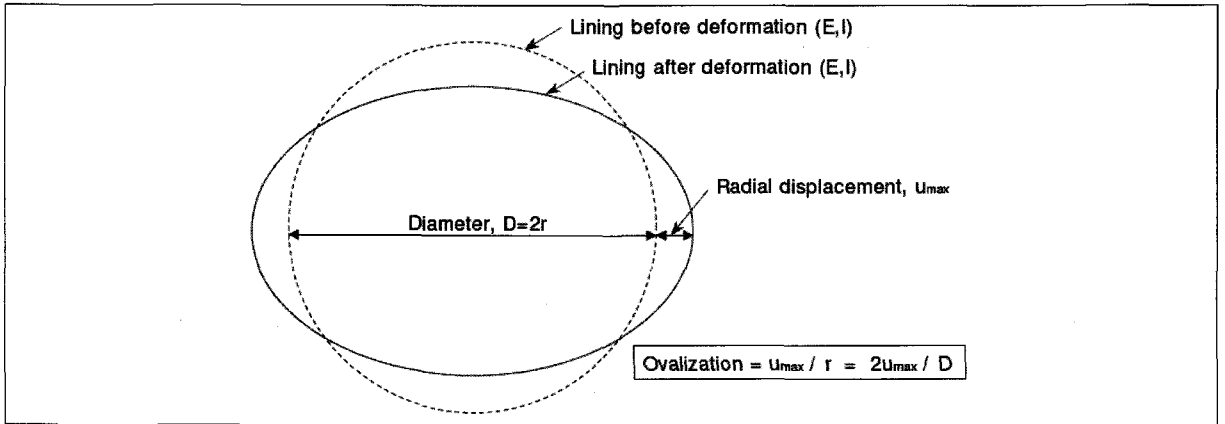 Lining before deformation (E,I)
Lining after deformation (E,I)
Radial displacement, umax
Diameter, D=2r
Ovalization = umax / r = 2umax / D